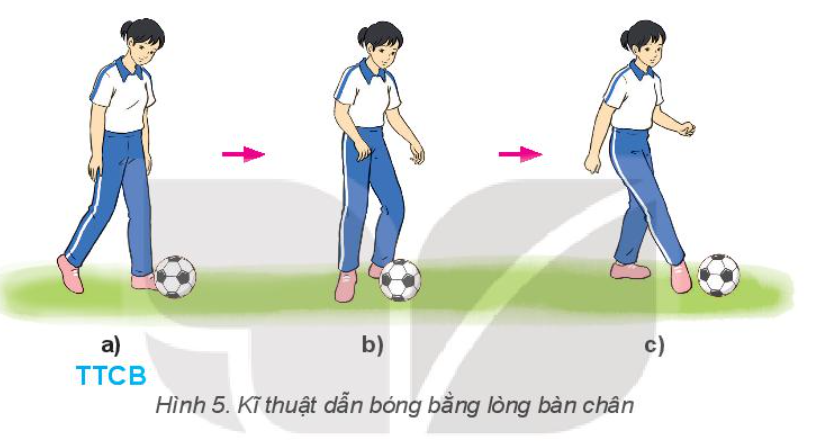 a) b) c)
TTCB
Hình 5. Kĩ thuật dẫn bóng bằng lòng bàn chân